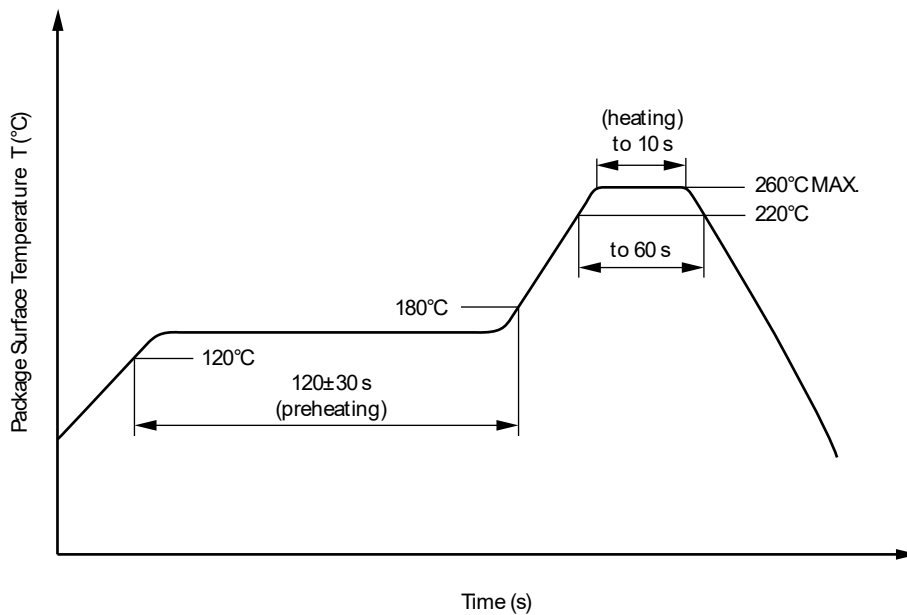 Package Surface Temperature T (°C)
(heating)
to 10 s
260°C MAX.
220°C
to 60 s
180°C
120°C
120±30 s
(preheating)
Time (s)